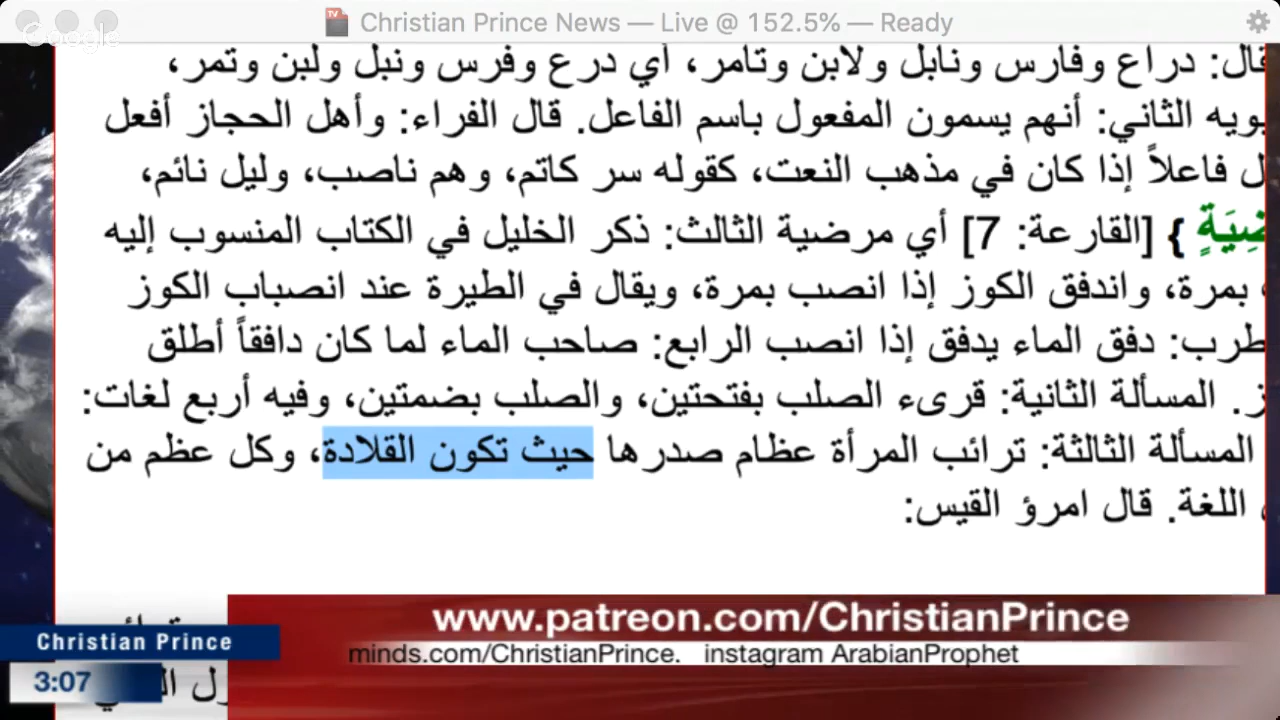 Christian Prince News — Live @ 152.5% — Ready
Google
قال: دراع وفارس ونابل ولابن وتامر، أي درع وفرس ونبل ولبن وتمر،
الثاني: أنهم يسمون المفعول باسم الفاعل. قال الفراء: وأهل الحجاز أفعل
فاعلاً إذا كان في مذهب النعت، كقوله سر كاتم، وهم ناصب، وليل نائم،
} [القارعة: 7] أي مرضية الثالث: ذكر الخليل في الكتاب المنسوب إليه
بمرة، واندفق الكوز إذا انصب بمرة، ويقال في الطيرة عند انصباب الكوز
دفق الماء يدفق إذا انصب الرابع: صاحب الماء لما كان دافقاً أطلق
المسألة الثانية: قرىء الصلب بفتحتين، والصلب بضمتين، وفيه أربع لغات:
المسألة الثالثة: ترائب المرأة عظام صدرها حيث تكون القلادة، وكل عظم من
اللغة. قال امرؤ القيس:
www.patreon.com/ChristianPrince
Christian Prince
minds.com/ChristianPrince. instagram ArabianProphet
3:07